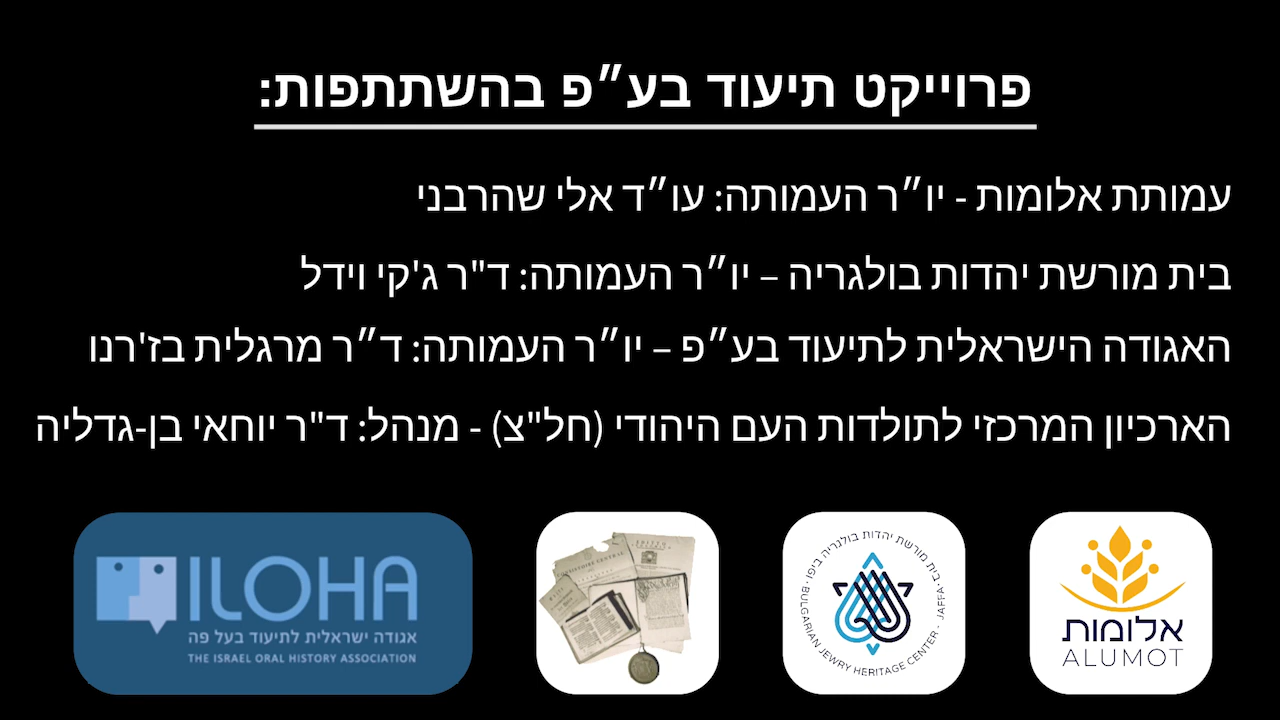 פרוייקט תיעוד בע״פ בהשתתפות:
עמותת אלומות - יו״ר העמותה: עו״ד אלי שהרבני
בית מורשת יהדות בולגריה – יו״ר העמותה: ד"ר ג'קי וידל
האגודה הישראלית לתיעוד בע״פ – יו״ר העמותה: ד״ר מרגלית בז'רנו
הארכיון המרכזי לתולדות העם היהודי (חל"צ) - מנהל: ד"ר יוחאי בן-גדליה
אלומות
ALUMOT
בית מורשת יהדות בולגריה ביפו
BULGARIAN JEWRY HERITAGE CENTER - JAFFA
ILOHA
אגודה ישראלית לתיעוד בעל פה
THE ISRAEL ORAL HISTORY ASSOCIATION